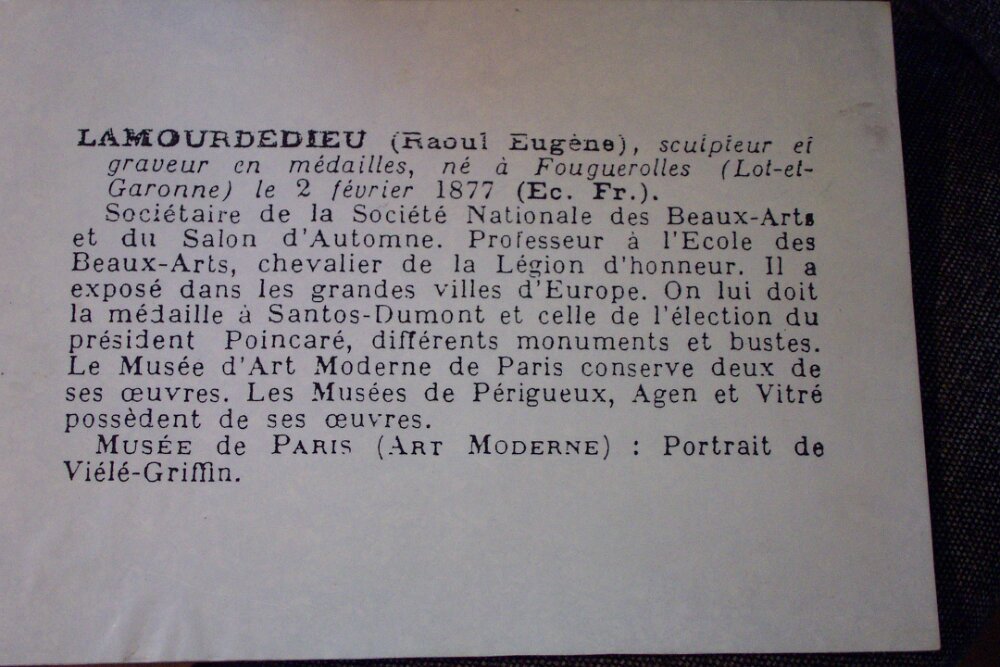 LAMOURDEDIEU (Raoul Eugène), sculpteur et
graveur en médailles, né à Fouguerolles (Lot-et-
Garonne) le 2 février 1877 (Ec. Fr.).
Sociétaire de la Société Nationale des Beaux-Arts
et du Salon d'Automne. Professeur à l'Ecole des
Beaux-Arts, chevalier de la Légion d'honneur. Il a
exposé dans les grandes villes d'Europe. On lui doit
la médaille à Santos-Dumont et celle de l'élection du
président Poincaré, différents monuments et bustes.
Le Musée d'Art Moderne de Paris conserve deux de
ses œuvres. Les Musées de Périgueux, Agen et Vitré
possèdent de ses œuvres.
MUSÉE de PARIS (ART MODERNE) : Portrait de
Viélé-Griffin.